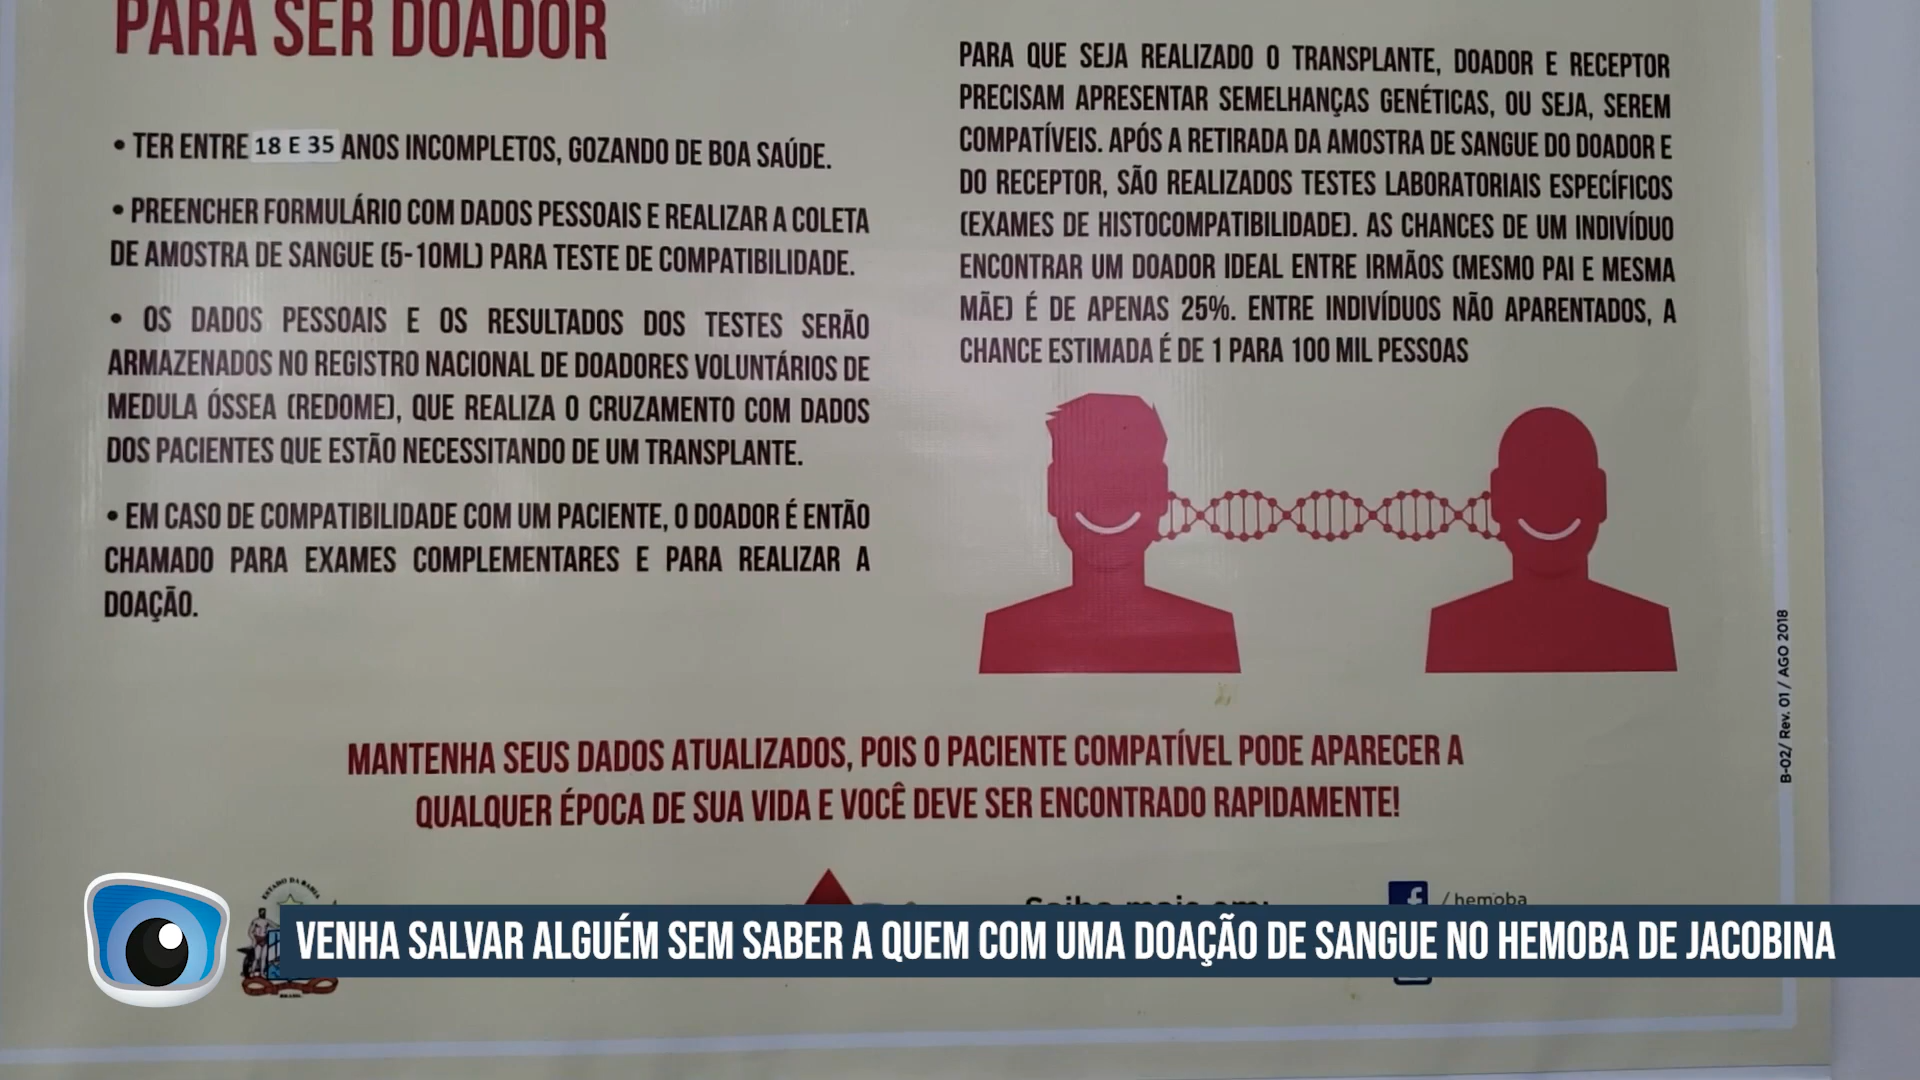 PARA SER DOADOR
• TER ENTRE 18 E 35 ANOS INCOMPLETOS, GOZANDO DE BOA SAÚDE.
• PREENCHER FORMULÁRIO COM DADOS PESSOAIS E REALIZAR A COLETA
DE AMOSTRA DE SANGUE (5-10ML) PARA TESTE DE COMPATIBILIDADE.
• OS DADOS PESSOAIS E OS RESULTADOS DOS TESTES SERÃO
ARMAZENADOS NO REGISTRO NACIONAL DE DOADORES VOLUNTÁRIOS DE
MEDULA ÓSSEA (REDOME), QUE REALIZA O CRUZAMENTO COM DADOS
DOS PACIENTES QUE ESTÃO NECESSITANDO DE UM TRANSPLANTE.
• EM CASO DE COMPATIBILIDADE COM UM PACIENTE, O DOADOR É ENTÃO
CHAMADO PARA EXAMES COMPLEMENTARES E PARA REALIZAR A
DOAÇÃO.
PARA QUE SEJA REALIZADO O TRANSPLANTE, DOADOR E RECEPTOR
PRECISAM APRESENTAR SEMELHANÇAS GENÉTICAS, OU SEJA, SEREM
COMPATÍVEIS. APÓS A RETIRADA DA AMOSTRA DE SANGUE DO DOADOR E
DO RECEPTOR, SÃO REALIZADOS TESTES LABORATORIAIS ESPECÍFICOS
(EXAMES DE HISTOCOMPATIBILIDADE). AS CHANCES DE UM INDIVÍDUO
ENCONTRAR UM DOADOR IDEAL ENTRE IRMÃOS (MESMO PAI E MESMA
MÃE) É DE APENAS 25%. ENTRE INDIVÍDUOS NÃO APARENTADOS, A
CHANCE ESTIMADA É DE 1 PARA 100 MIL PESSOAS
B-02/ Rev. 01 / AGO 2018
MANTENHA SEUS DADOS ATUALIZADOS, POIS O PACIENTE COMPATÍVEL PODE APARECER A
QUALQUER ÉPOCA DE SUA VIDA E VOCÊ DEVE SER ENCONTRADO RAPIDAMENTE!
ESTADO DA BAHIA
Saiba mais em:
/hemoba
VENHA SALVAR ALGUÉM SEM SABER A QUEM COM UMA DOAÇÃO DE SANGUE NO HEMOBA DE JACOBINA
BRASIL